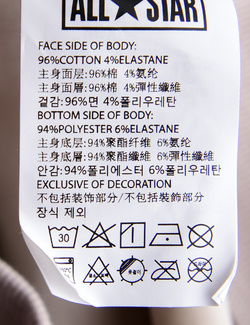 ALL★STAR
FACE SIDE OF BODY:
96%COTTON 4%ELASTANE
主身面层:96%棉 4%氨纶
主身面層:96%棉 4%彈性纖維
겉감:96%면 4%폴리우레탄
BOTTOM SIDE OF BODY:
94%POLYESTER 6%ELASTANE
主身底层:94%聚酯纤维 6%氨纶
主身底層:94%聚酯纖維 6%彈性纖維
안감:94%폴리에스터 6%폴리우레탄
EXCLUSIVE OF DECORATION
不包括装饰部分/不包括裝飾部分
장식 제외
30